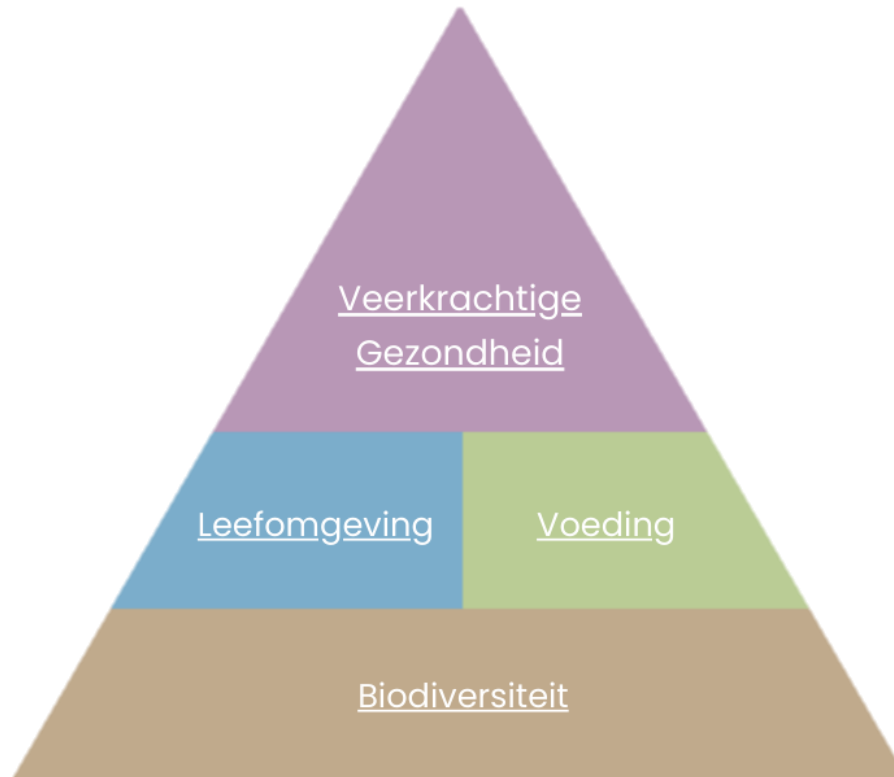 Veerkrachtige
Gezondheid
Leefomgeving
Voeding
Biodiversiteit